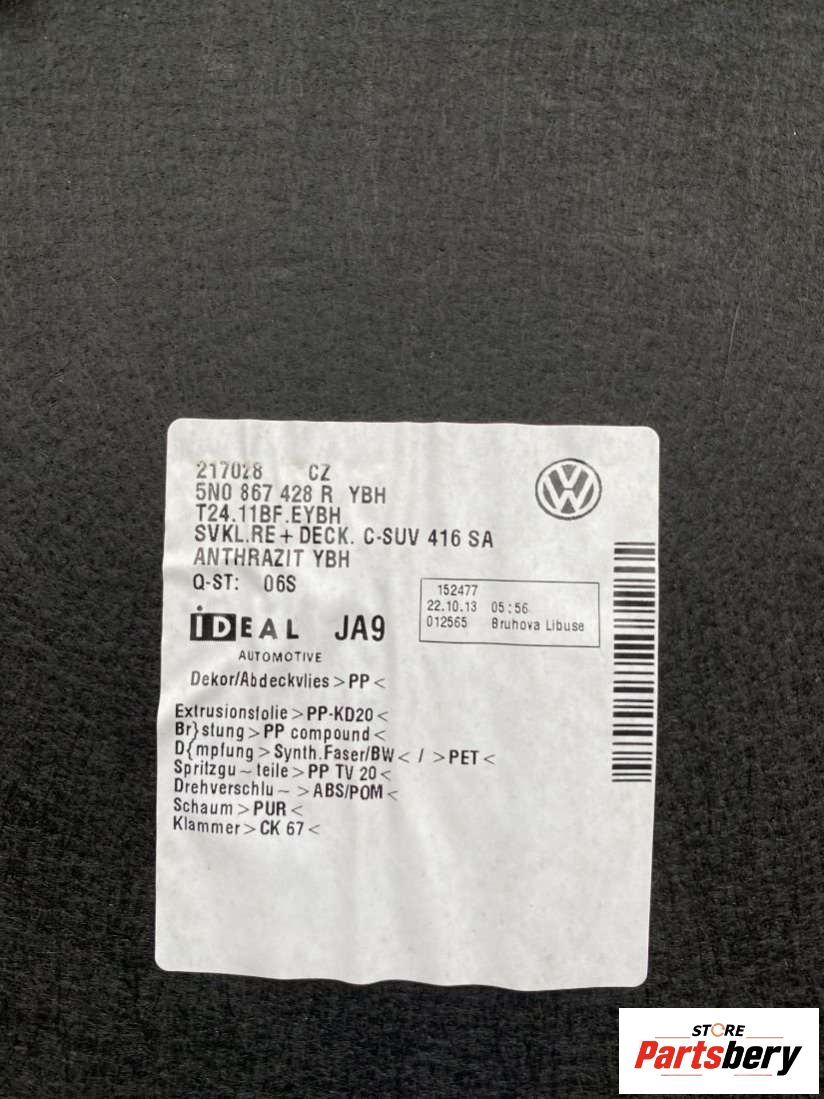 217028 CZ
5N0 867 428 R YBH
T24.11BF.EYBH
SVKL.RE + DECK. C-SUV 416 SA
ANTHRAZIT YBH
Q-ST: 06S
152477
22.10.13 05:56
012565 Bruhova Libuse
iDEAL JA9
AUTOMOTIVE
Dekor/Abdeckvlies > PP <
Extrusionsfolie > PP-KD20 <
Br}stung > PP compound <
D{mpfung > Synth.Faser/BW < / > PET <
Spritzgu ~ teile > PP TV 20 <
Drehverschlu ~ > ABS/POM <
Schaum > PUR <
Klammer > CK 67 <
STORE
Partsbery